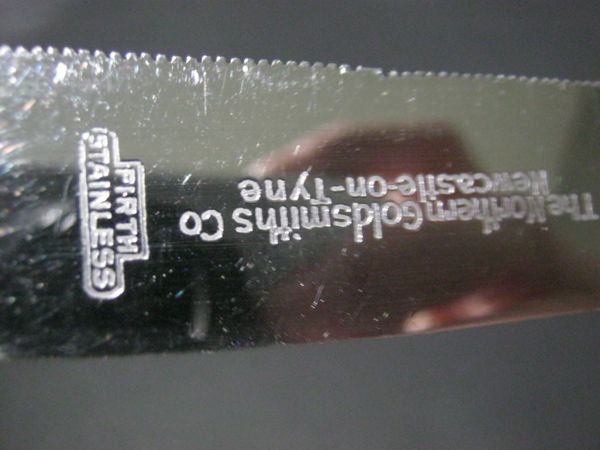 The Northern Goldsmiths Co
Newcastle-on-Tyne
FIRTH
STAINLESS